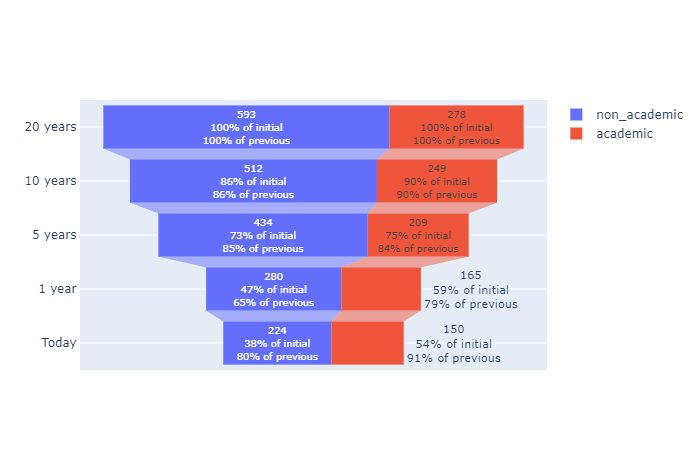 non_academic
academic
20 years
593
100% of initial
100% of previous
278
100% of initial
100% of previous
10 years
512
86% of initial
86% of previous
249
90% of initial
90% of previous
5 years
434
73% of initial
85% of previous
209
75% of initial
84% of previous
1 year
280
47% of initial
65% of previous
165
59% of initial
79% of previous
Today
224
38% of initial
80% of previous
150
54% of initial
91% of previous